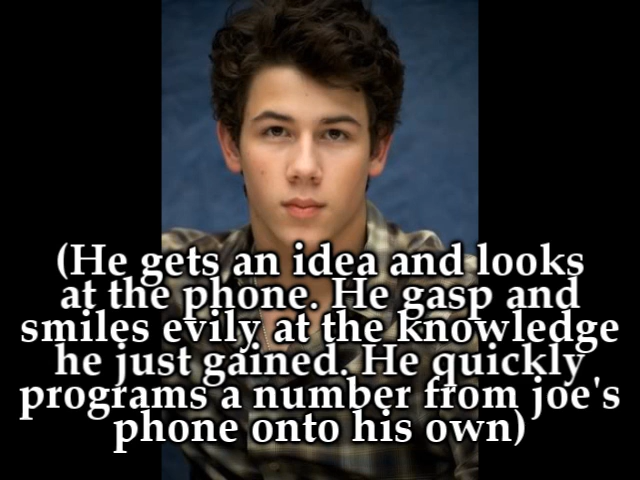 (He gets an idea and looks
at the phone. He gasp and
smiles evily at the knowledge
he just gained. He quickly
programs a number from joe's
phone onto his own)